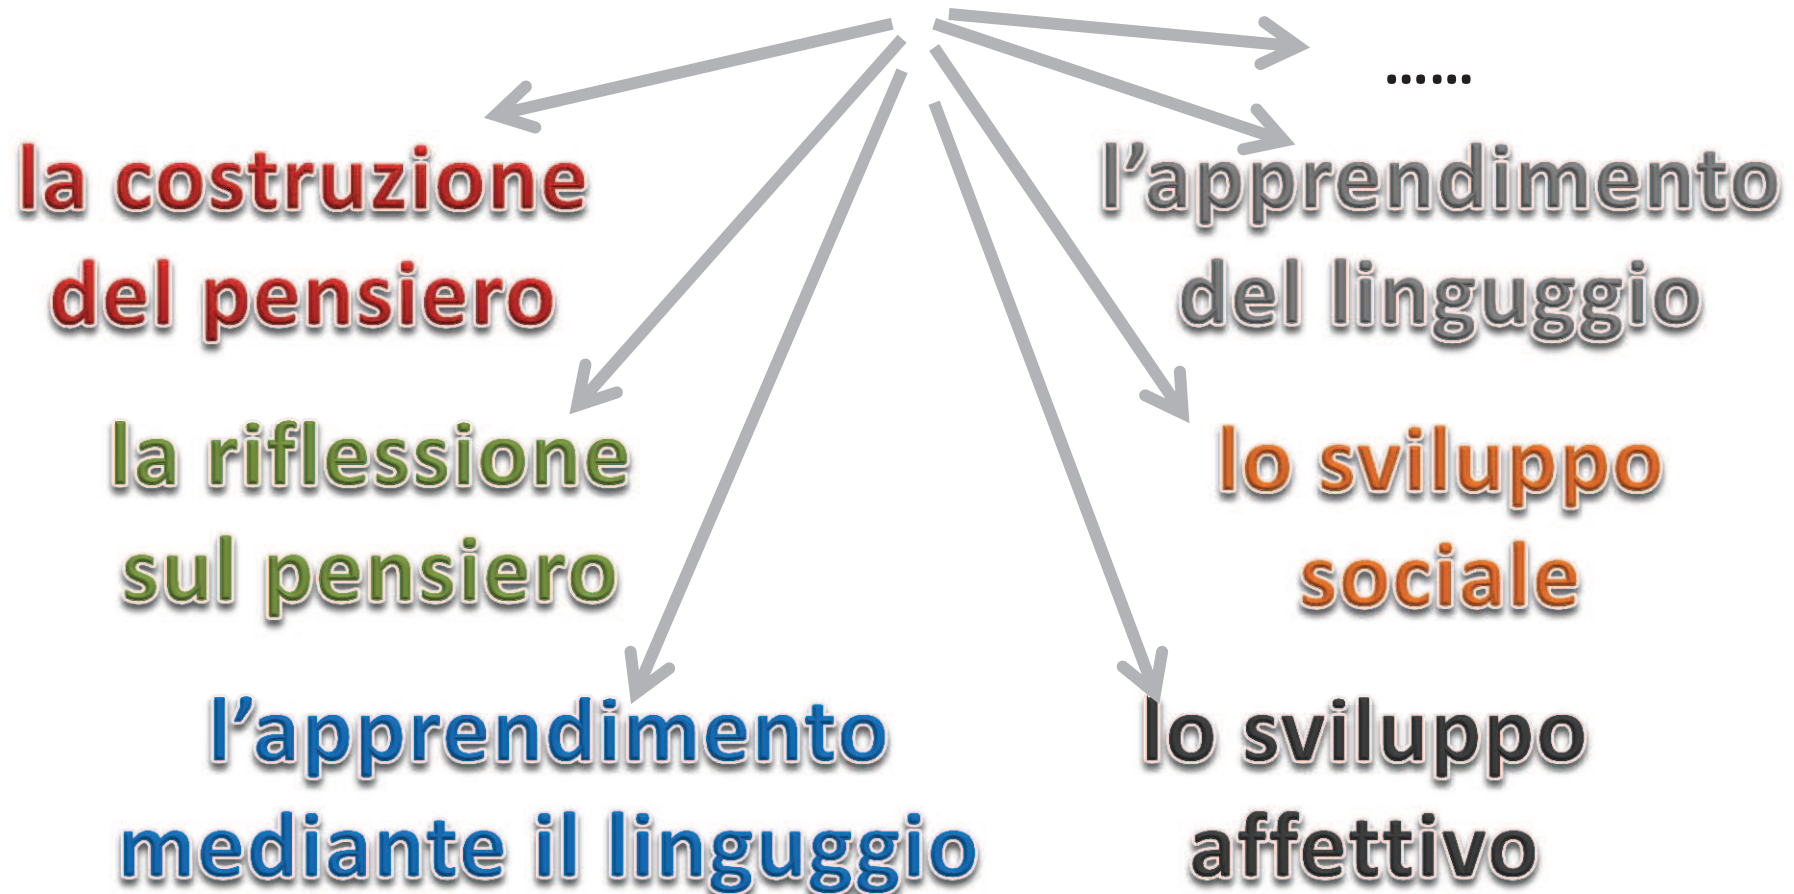 ......
la costruzione
del pensiero
l’apprendimento
del linguggio
la riflessione
sul pensiero
lo sviluppo
sociale
l’apprendimento
mediante il linguggio
lo sviluppo
affettivo